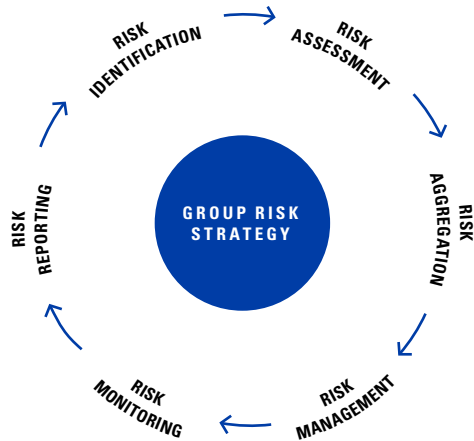 RISK
IDENTIFICATION
RISK
ASSESSMENT
RISK
AGGREGATION
RISK
MANAGEMENT
RISK
MONITORING
RISK
REPORTING
GROUP RISK
STRATEGY